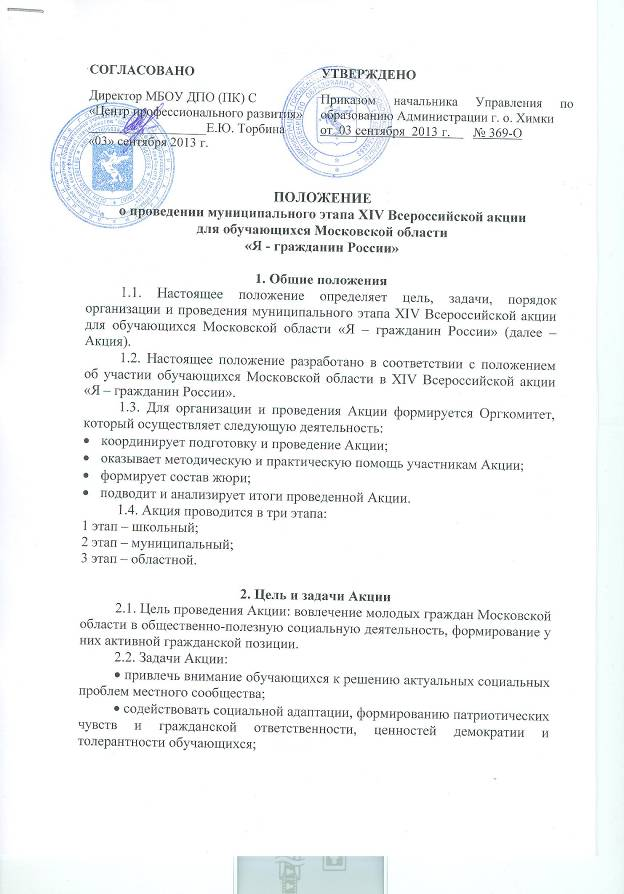 СОГЛАСОВАНО
Директор МБОУ ДПО (ПК) С
«Центр профессионального развития»
Е.Ю. Торбина
«03» сентября 2013 г.
УТВЕРЖДЕНО
Приказом начальника Управления по
образованию Администрации г. о. Химки
от 03 сентября 2013 г. № 369-О
ПОЛОЖЕНИЕ
о проведении муниципального этапа XIV Всероссийской акции
для обучающихся Московской области
«Я - гражданин России»
1. Общие положения
1.1. Настоящее положение определяет цель, задачи, порядок
организации и проведения муниципального этапа XIV Всероссийской акции
для обучающихся Московской области «Я – гражданин России» (далее –
Акция).
1.2. Настоящее положение разработано в соответствии с положением
об участии обучающихся Московской области в XIV Всероссийской акции
«Я – гражданин России».
1.3. Для организации и проведения Акции формируется Оргкомитет,
который осуществляет следующую деятельность:
• координирует подготовку и проведение Акции;
• оказывает методическую и практическую помощь участникам Акции;
• формирует состав жюри;
• подводит и анализирует итоги проведенной Акции.
1.4. Акция проводится в три этапа:
1 этап – школьный;
2 этап – муниципальный;
3 этап – областной.
2. Цель и задачи Акции
2.1. Цель проведения Акции: вовлечение молодых граждан Московской
области в общественно-полезную социальную деятельность, формирование у
них активной гражданской позиции.
2.2. Задачи Акции:
• привлечь внимание обучающихся к решению актуальных социальных
проблем местного сообщества;
• содействовать социальной адаптации, формированию патриотических
чувств и гражданской ответственности, ценностей демократии и
толерантности обучающихся;